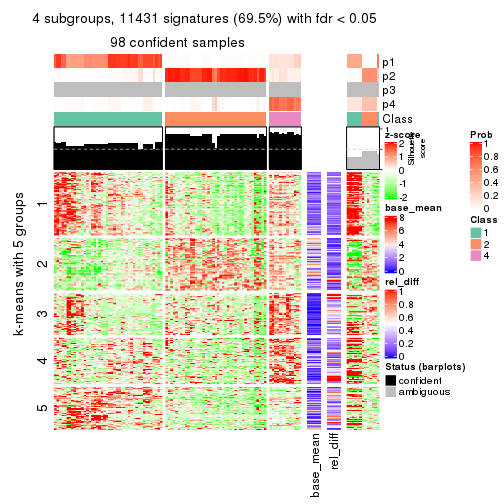 4 subgroups, 11431 signatures (69.5%) with fdr < 0.05
98 confident samples
p1
p2
p3
p4
Class
1
Silhouette
score
z-score
2
1
0
-1
-2
base_mean
8
6
4
2
0
rel_diff
1
0.8
0.6
0.4
0.2
0
Status (barplots)
confident
ambiguous
Prob
1
0.8
0.6
0.4
0.2
0
Class
1
2
4
k-means with 5 groups
1
2
3
4
5
base_mean
rel_diff